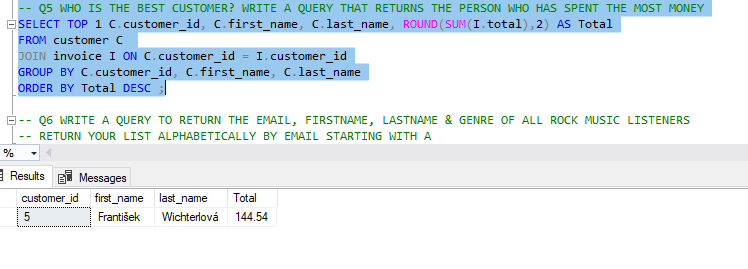 -- Q5 WHO IS THE BEST CUSTOMER? WRITE A QUERY THAT RETURNS THE PERSON WHO HAS SPENT THE MOST MONEY
SELECT TOP 1 C.customer_id, C.first_name, C.last_name, ROUND(SUM(I.total),2) AS Total
FROM customer C
JOIN invoice I ON C.customer_id = I.customer_id
GROUP BY C.customer_id, C.first_name, C.last_name
ORDER BY Total DESC ;
-- Q6 WRITE A QUERY TO RETURN THE EMAIL, FIRSTNAME, LASTNAME & GENRE OF ALL ROCK MUSIC LISTENERS
-- RETURN YOUR LIST ALPHABETICALLY BY EMAIL STARTING WITH A
%
Results Messages
customer_id first_name last_name Total
5 František Wichterlová 144.54